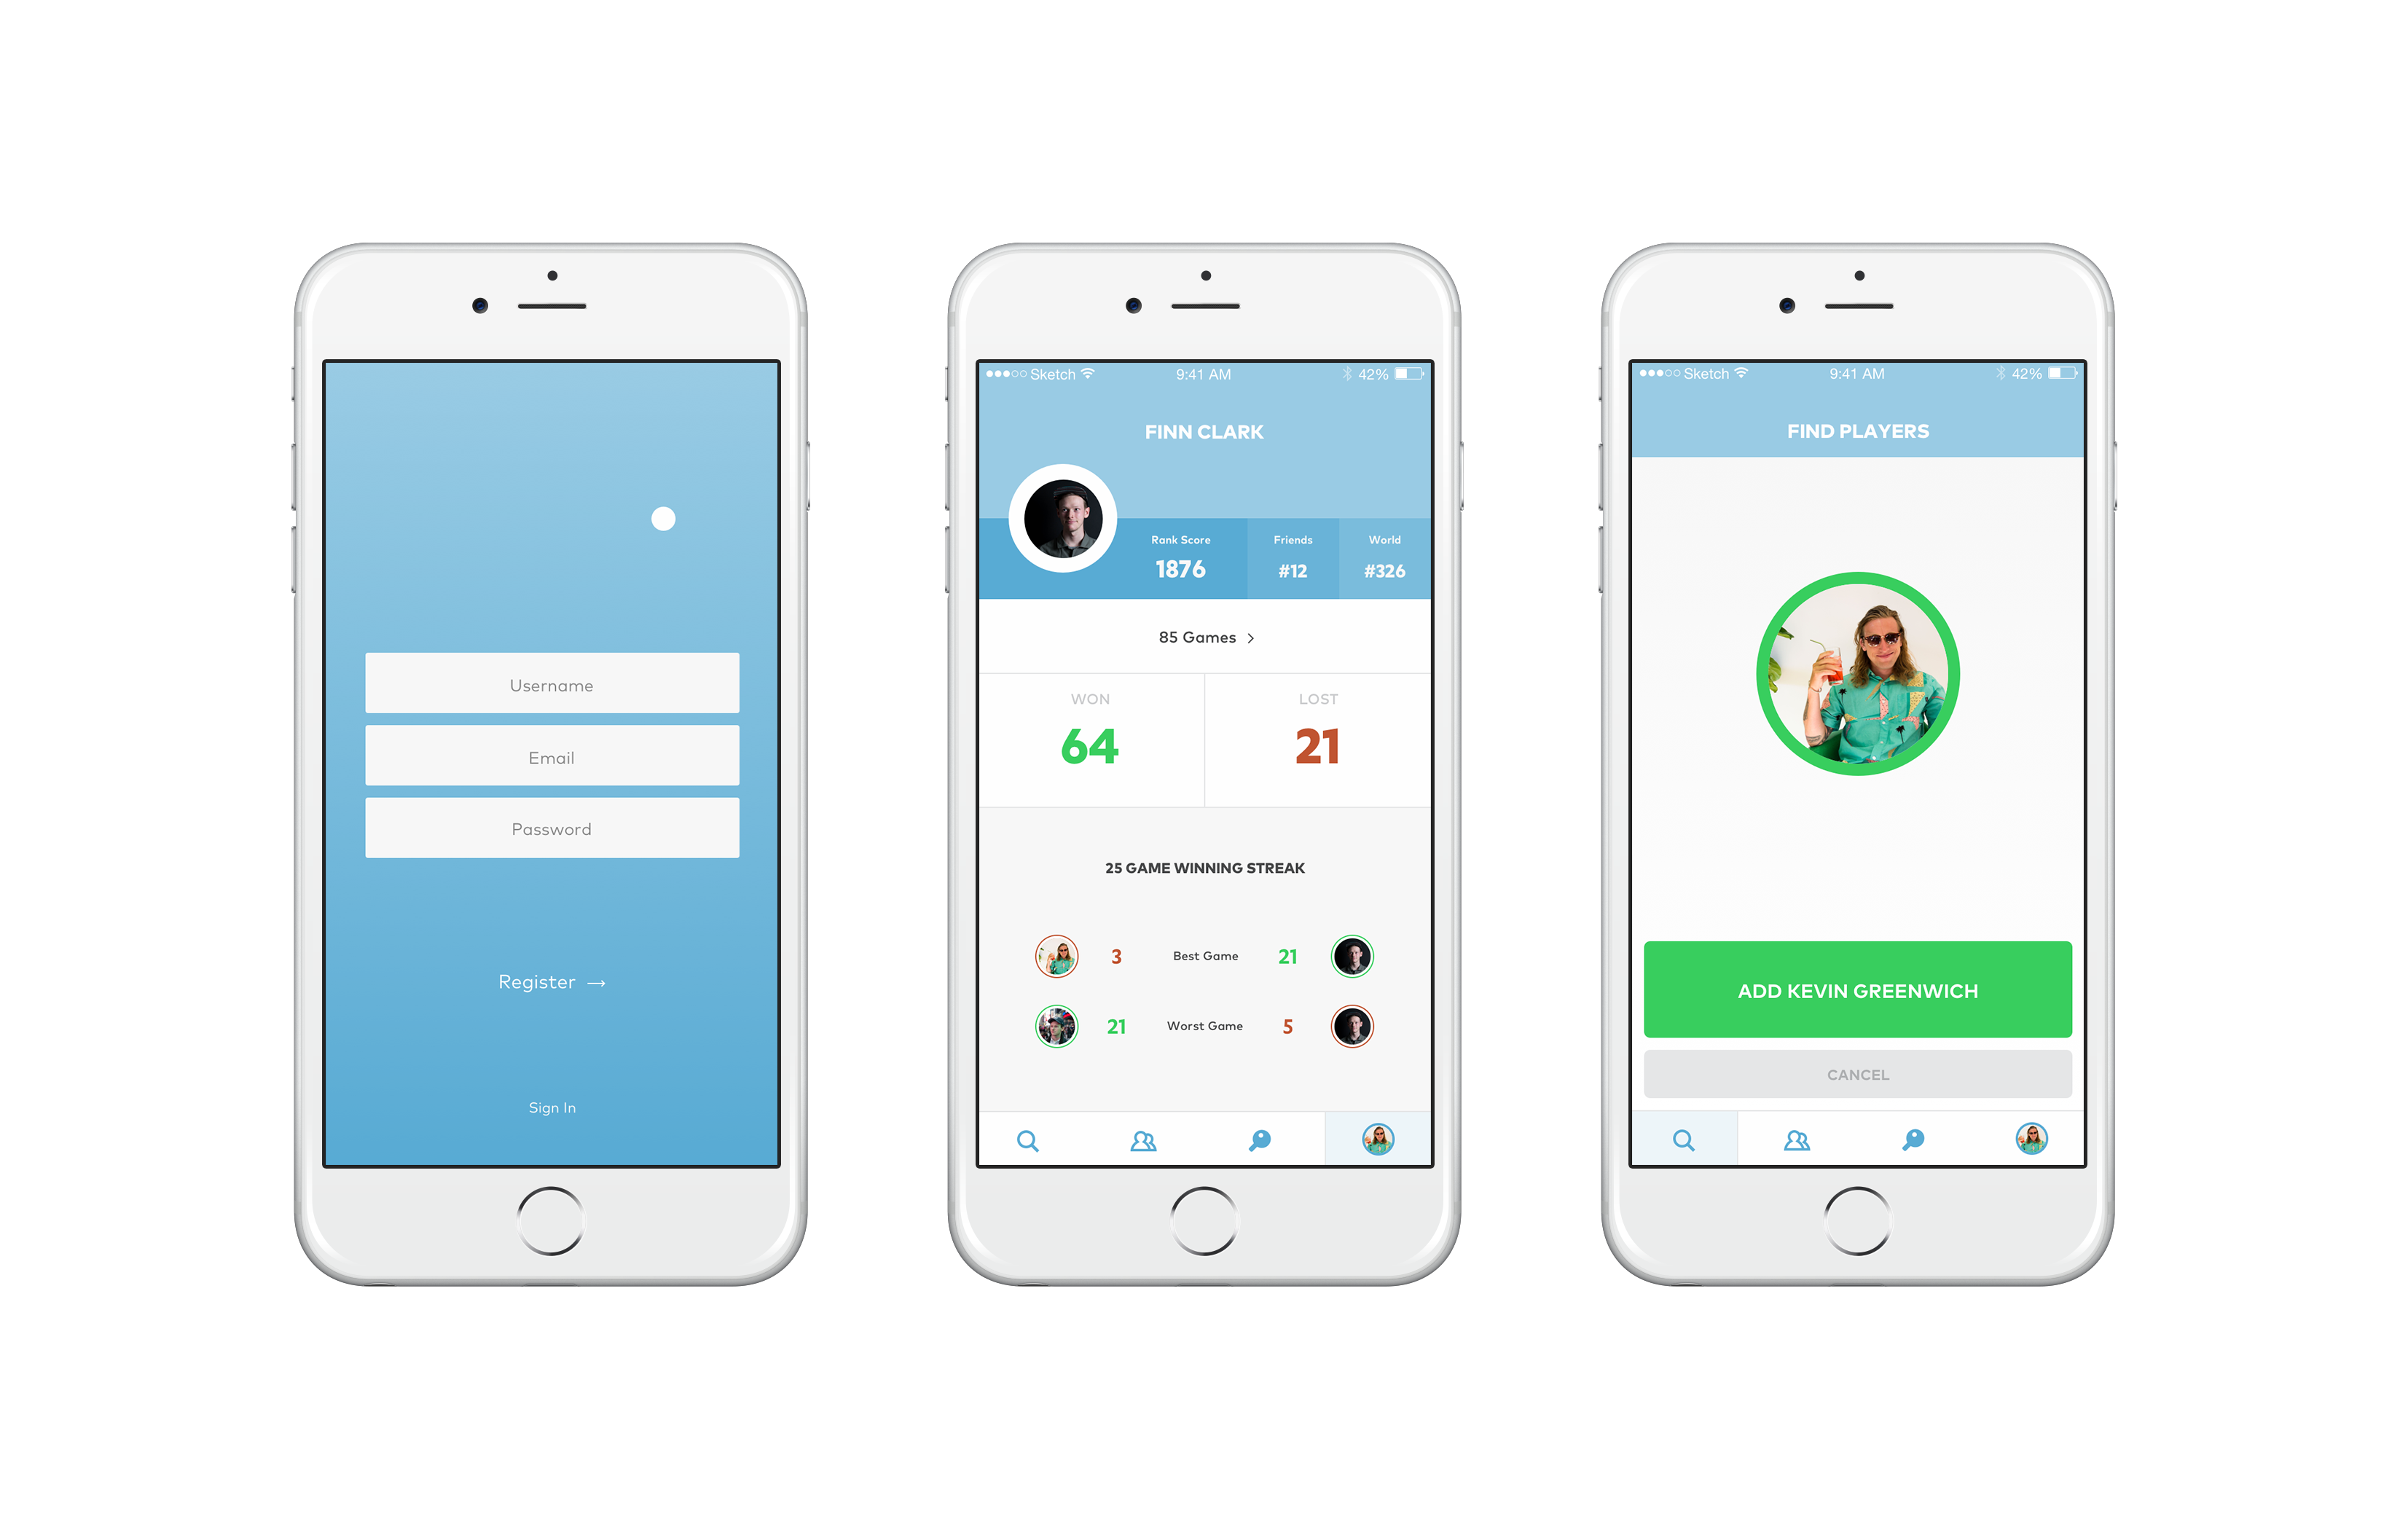 Username
Email
Password
Register →
Sign In
Sketch 9:41 AM 42%
FINN CLARK
Rank Score Friends World
1876 #12 #326
85 Games >
WON LOST
64 21
25 GAME WINNING STREAK
3 Best Game 21
21 Worst Game 5
Sketch 9:41 AM 42%
FIND PLAYERS
ADD KEVIN GREENWICH
CANCEL